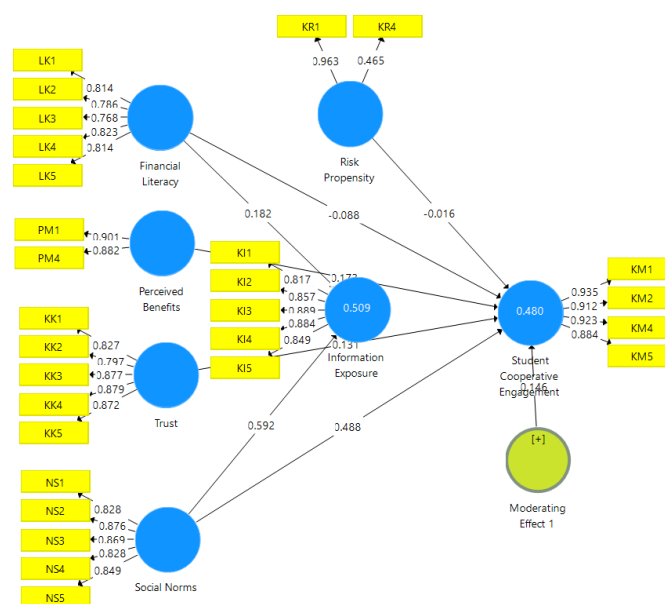 KR1
KR4
0.963
0.465
Risk
Propensity
LK1
LK2
LK3
LK4
LK5
0.814
0.786
0.768
0.823
0.814
Financial
Literacy
0.182
-0.088
-0.016
PM1
PM4
0.901
0.882
Perceived
Benefits
0.173
KI1
KI2
KI3
KI4
KI5
0.817
0.857
0.889
0.884
0.849
0.509
Information
Exposure
0.131
KK1
KK2
KK3
KK4
KK5
0.827
0.797
0.877
0.879
0.872
Trust
0.480
Student
Cooperative
Engagement
KM1
KM2
KM4
KM5
0.935
0.912
0.923
0.884
0.146
0.592
0.488
[+]
Moderating
Effect 1
NS1
NS2
NS3
NS4
NS5
0.828
0.876
0.869
0.828
0.849
Social Norms